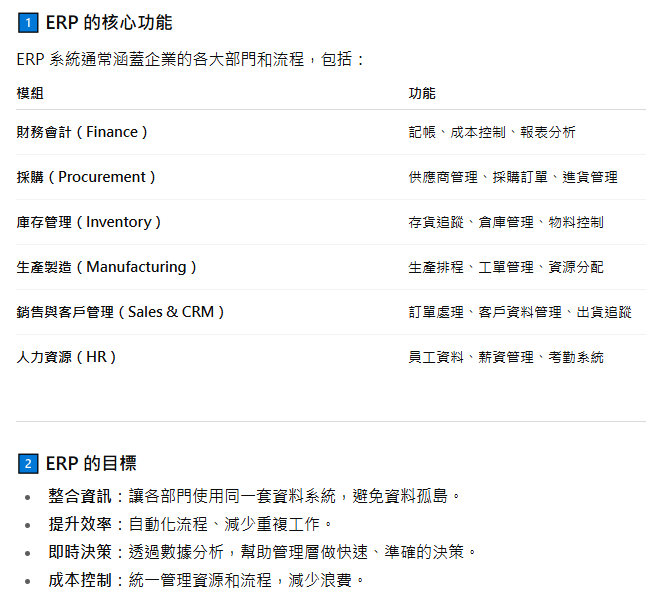 1 ERP 的核心功能
ERP 系統通常涵蓋企業的各大部門和流程，包括：
模組 功能
財務會計（Finance） 記帳、成本控制、報表分析
採購（Procurement） 供應商管理、採購訂單、進貨管理
庫存管理（Inventory） 存貨追蹤、倉庫管理、物料控制
生產製造（Manufacturing） 生產排程、工單管理、資源分配
銷售與客戶管理（Sales & CRM） 訂單處理、客戶資料管理、出貨追蹤
人力資源（HR） 員工資料、薪資管理、考勤系統
2 ERP 的目標
• 整合資訊：讓各部門使用同一套資料系統，避免資料孤島。
• 提升效率：自動化流程、減少重複工作。
• 即時決策：透過數據分析，幫助管理層做快速、準確的決策。
• 成本控制：統一管理資源和流程，減少浪費。